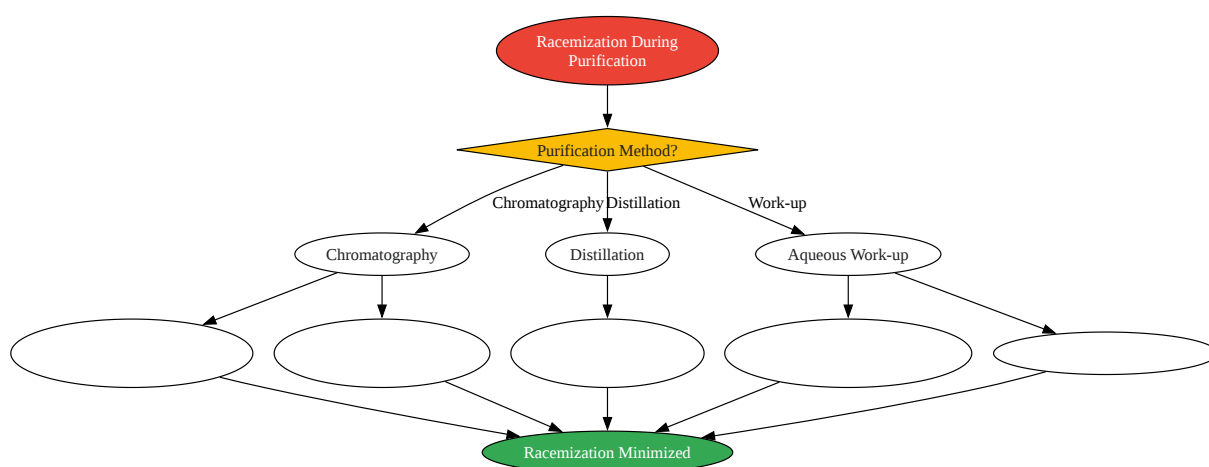 Racemization During
Purification
Purification Method?
Chromatography
Distillation
Work-up
Chromatography
Distillation
Aqueous Work-up
Racemization Minimized